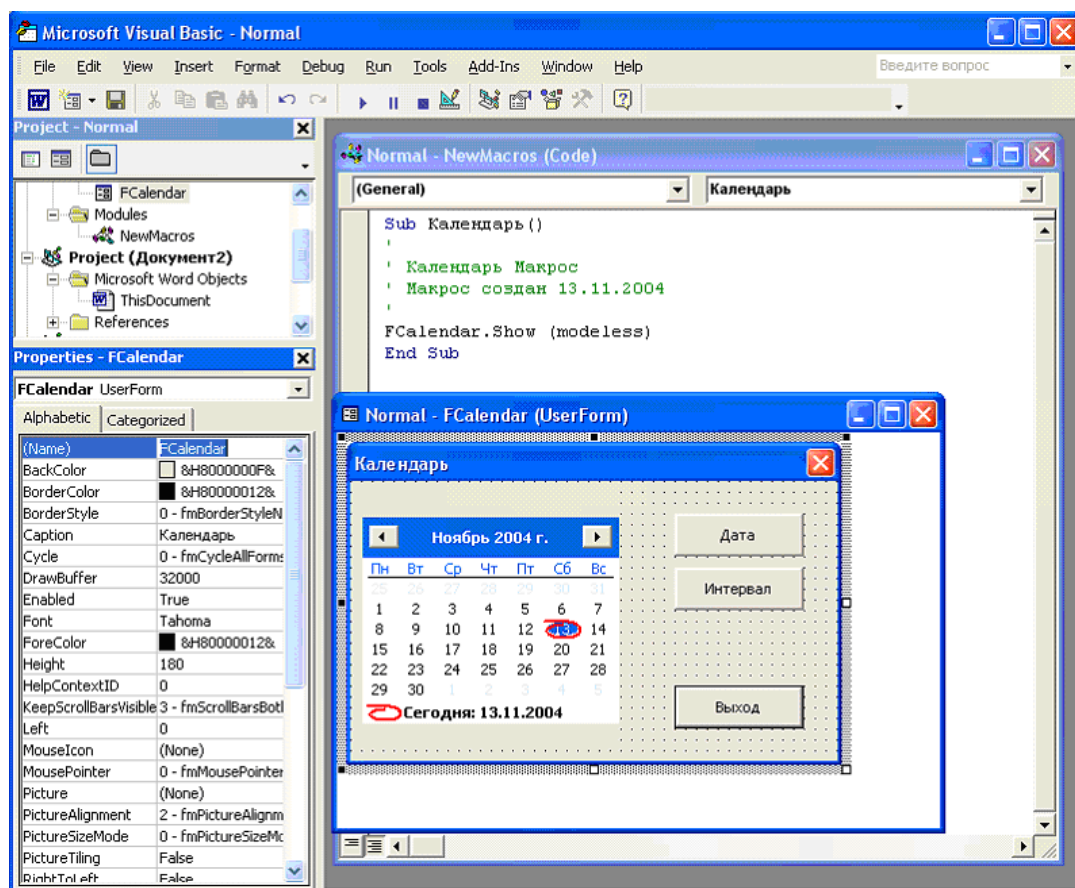 Microsoft Visual Basic - Normal
File Edit View Insert Format Debug Run Tools Add-Ins Window Help
Введите вопрос
Project - Normal
FCalendar
Modules
NewMacros
Project (Документ2)
Microsoft Word Objects
ThisDocument
References
Properties - FCalendar
FCalendar UserForm
Alphabetic Categorized
(Name) FCalendar
BackColor &H8000000F&
BorderColor &H80000012&
BorderStyle 0 - fmBorderStyleN
Caption Календарь
Cycle 0 - fmCycleAllForms
DrawBuffer 32000
Enabled True
Font Tahoma
ForeColor &H80000012&
Height 180
HelpContextID 0
KeepScrollBarsVisible 3 - fmScrollBarsBotl
Left 0
MouseIcon (None)
MousePointer 0 - fmMousePointer
Picture (None)
PictureAlignment 2 - fmPictureAlignm
PictureSizeMode 0 - fmPictureSizeMc
PictureTiling False
RightToLeft False
Normal - NewMacros (Code)
(General) Календарь
Sub Календарь()
'
' Календарь Макрос
' Макрос создан 13.11.2004
'
FCalendar.Show (modeless)
End Sub
Normal - FCalendar (UserForm)
Календарь
Ноябрь 2004 г.
Пн Вт Ср Чт Пт Сб Вс
25 26 27 28 29 30 31
1 2 3 4 5 6 7
8 9 10 11 12 13 14
15 16 17 18 19 20 21
22 23 24 25 26 27 28
29 30 1 2 3 4 5
Сегодня: 13.11.2004
Дата
Интервал
Выход